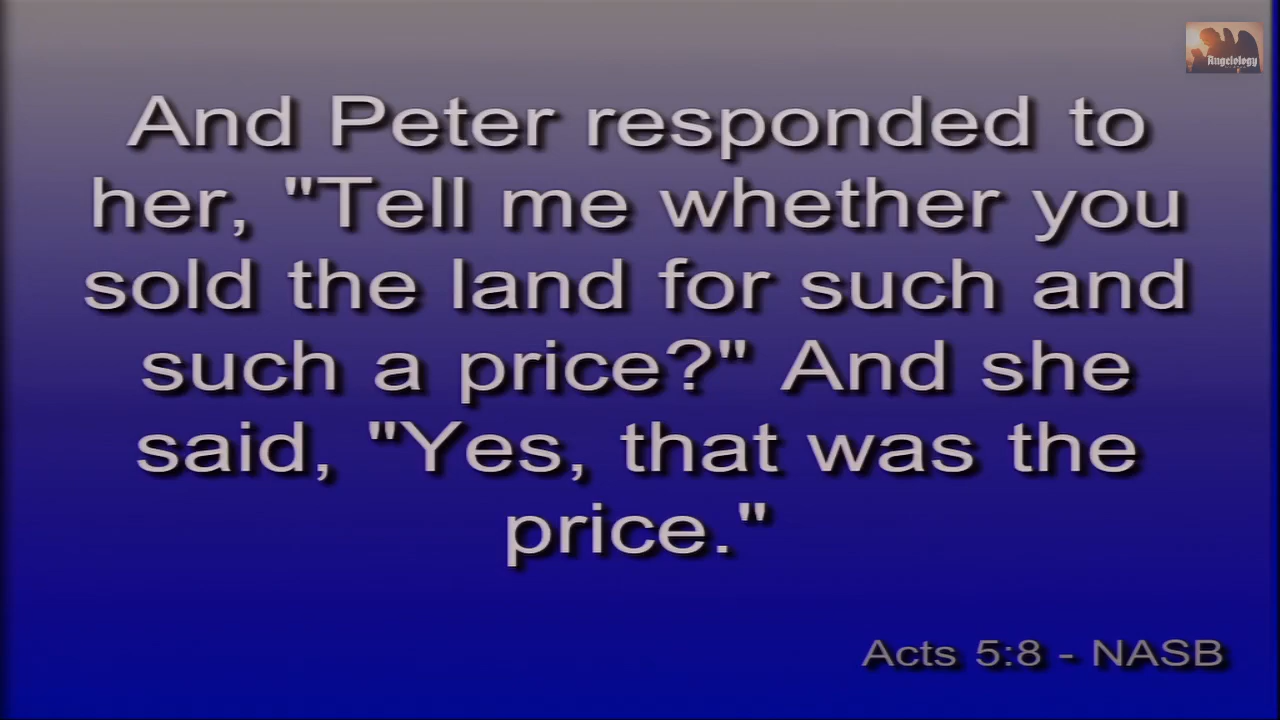 Angelology
And Peter responded to
her, "Tell me whether you
sold the land for such and
such a price?" And she
said, "Yes, that was the
price."
Acts 5:8 - NASB